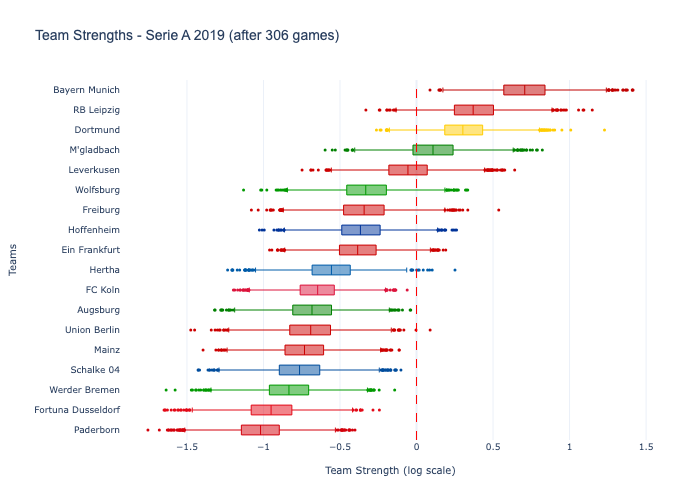 Team Strengths - Serie A 2019 (after 306 games)
Bayern Munich
RB Leipzig
Dortmund
M'gladbach
Leverkusen
Wolfsburg
Freiburg
Hoffenheim
Ein Frankfurt
Hertha
FC Koln
Augsburg
Union Berlin
Mainz
Schalke 04
Werder Bremen
Fortuna Dusseldorf
Paderborn
Teams
−1.5 −1 −0.5 0 0.5 1 1.5
Team Strength (log scale)